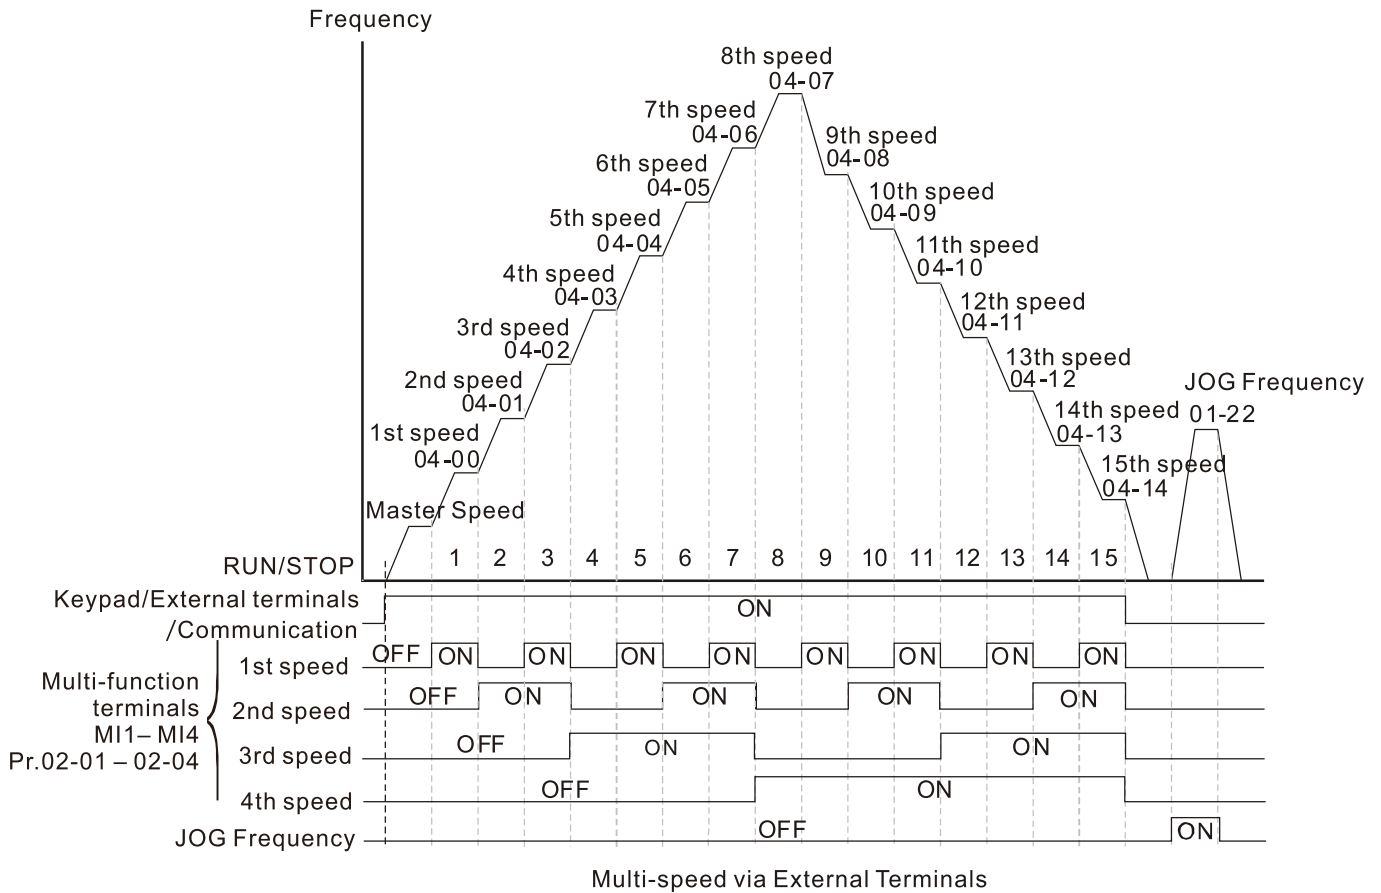 Frequency
8th speed
04-07
7th speed
04-06
9th speed
04-08
6th speed
04-05
10th speed
04-09
5th speed
04-04
11th speed
04-10
4th speed
04-03
12th speed
04-11
3rd speed
04-02
13th speed
04-12
2nd speed
04-01
JOG Frequency
01-22
14th speed
04-13
1st speed
04-00
15th speed
04-14
Master Speed
RUN/STOP
1 2 3 4 5 6 7 8 9 10 11 12 13 14 15
Keypad/External terminals
/Communication
ON
Multi-function
terminals
MI1– MI4
Pr.02-01 – 02-04
1st speed OFF ON ON ON ON ON ON ON ON
2nd speed OFF ON ON ON ON
3rd speed OFF ON ON
4th speed OFF ON
JOG Frequency OFF ON
Multi-speed via External Terminals